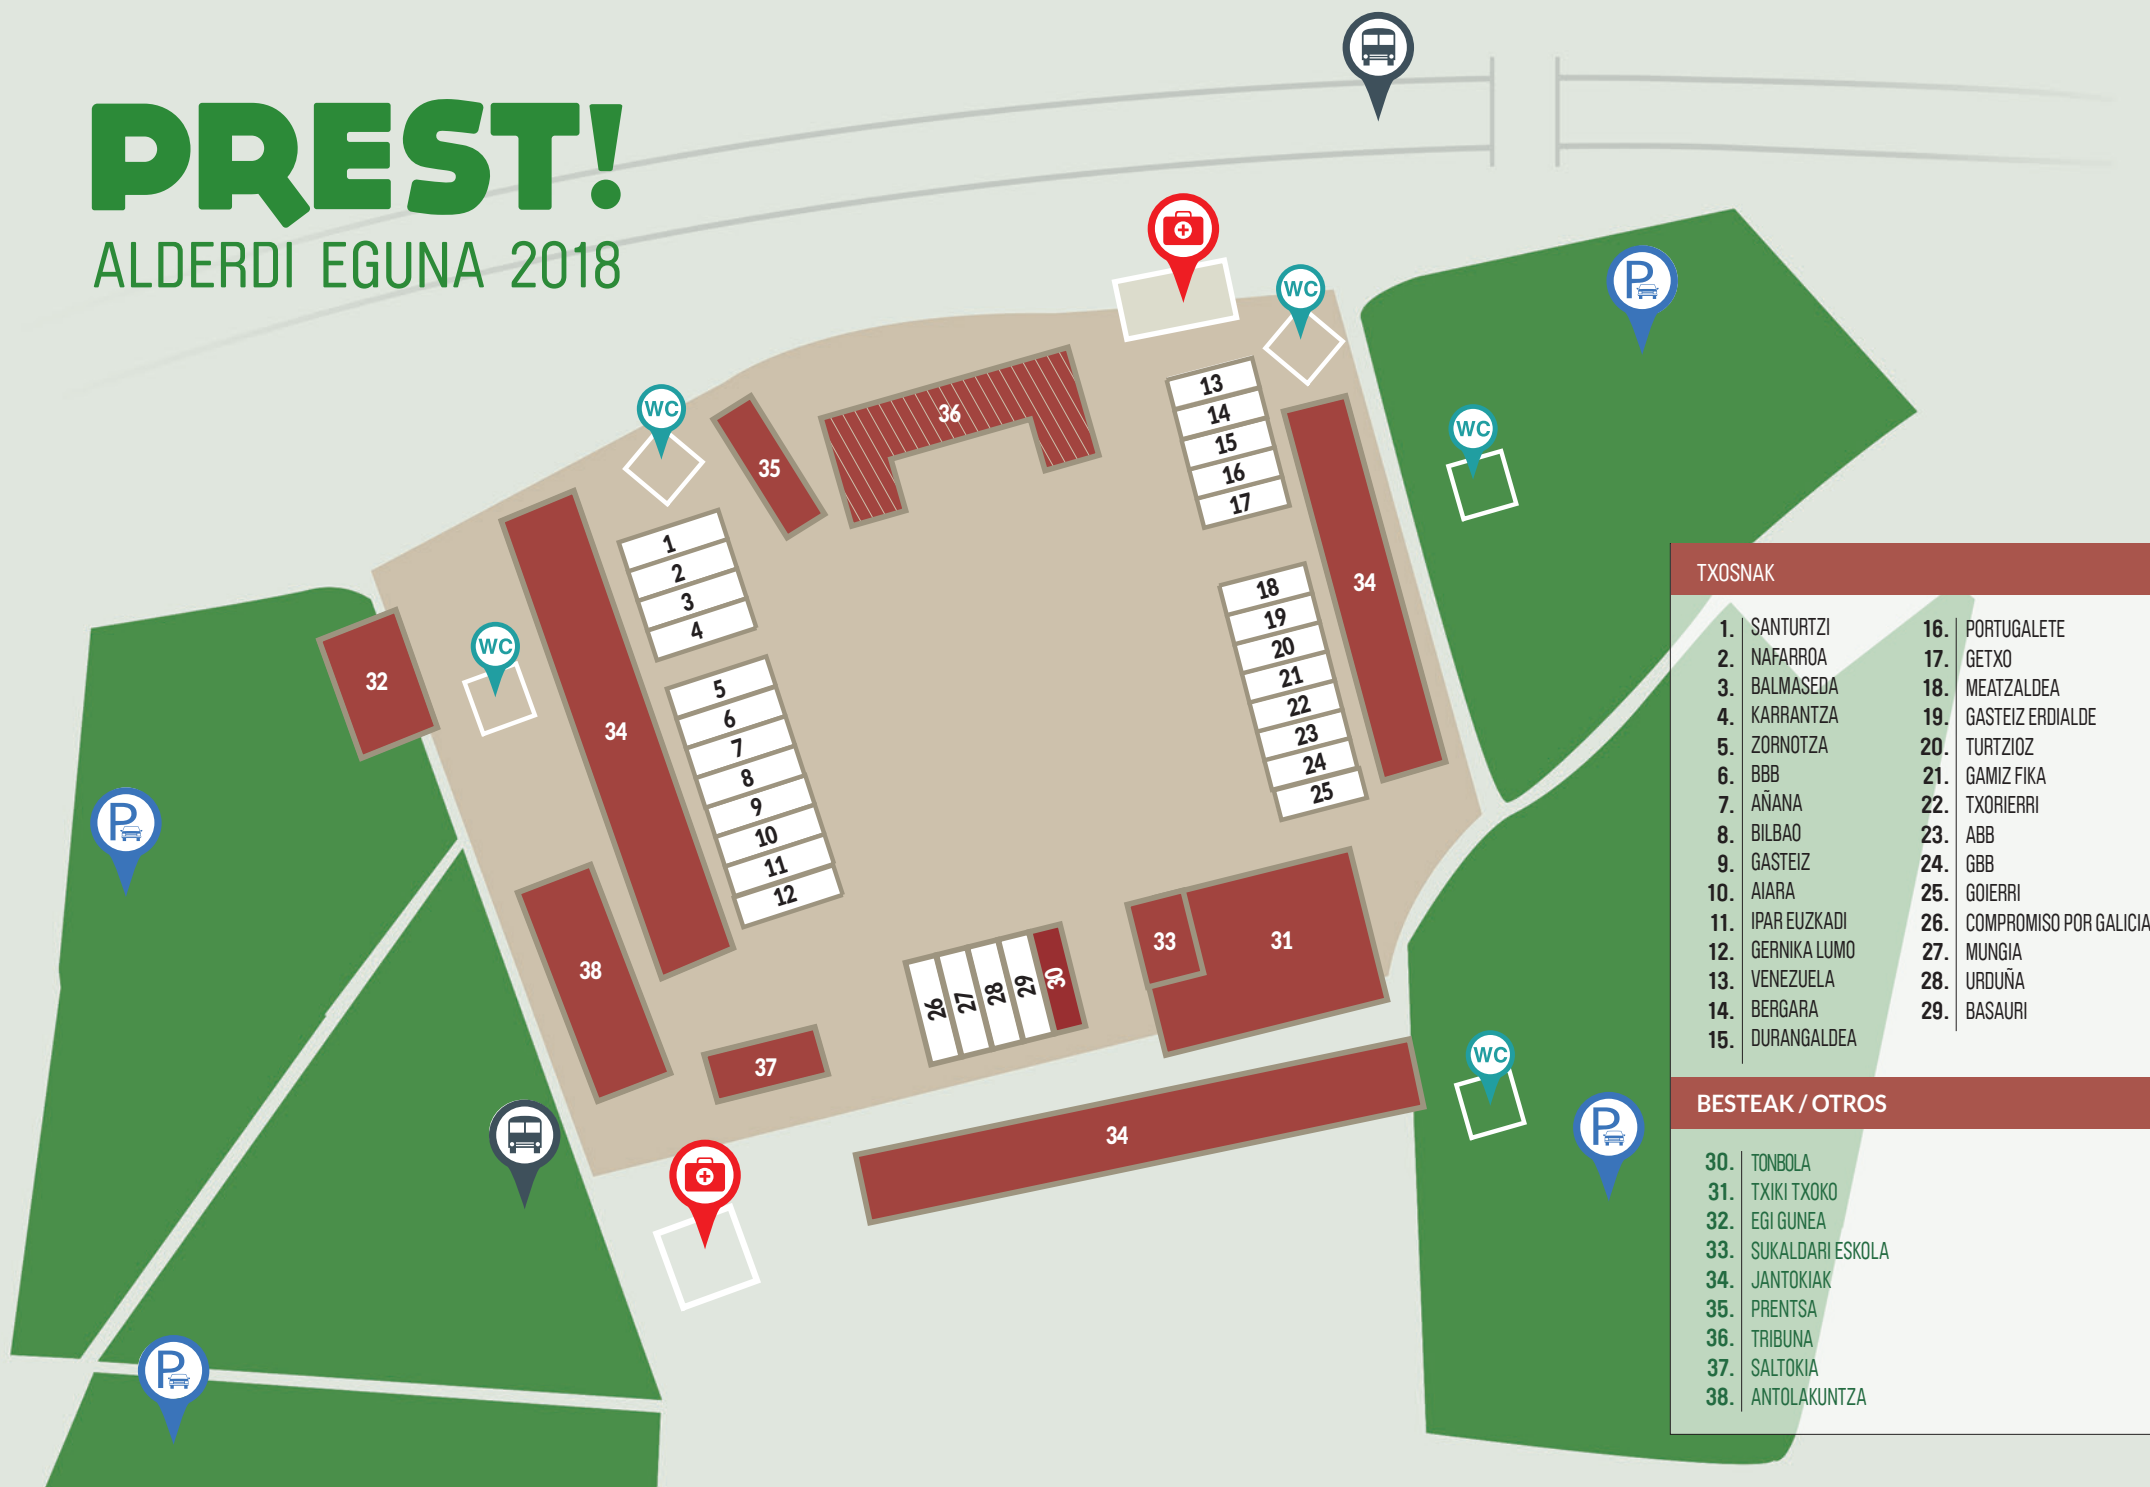 PREST!
ALDERDI EGUNA 2018
WC
WC
WC
WC
WC
P
P
P
P
36
35
34
32
1
2
3
4
5
6
7
8
9
10
11
12
13
14
15
16
17
34
18
19
20
21
22
23
24
25
38
37
26
27
28
29
30
33
31
34
TXOSNAK
1. SANTURTZI
2. NAFARROA
3. BALMASEDA
4. KARRANTZA
5. ZORNOTZA
6. BBB
7. AÑANA
8. BILBAO
9. GASTEIZ
10. AIARA
11. IPAR EUZKADI
12. GERNIKA LUMO
13. VENEZUELA
14. BERGARA
15. DURANGALDEA
16. PORTUGALETE
17. GETXO
18. MEATZALDEA
19. GASTEIZ ERDIALDE
20. TURTZIOZ
21. GAMIZ FIKA
22. TXORIERRI
23. ABB
24. GBB
25. GOIERRI
26. COMPROMISO POR GALICIA
27. MUNGIA
28. URDUÑA
29. BASAURI
BESTEAK / OTROS
30. TONBOLA
31. TXIKI TXOKO
32. EGI GUNEA
33. SUKALDARI ESKOLA
34. JANTOKIAK
35. PRENTSA
36. TRIBUNA
37. SALTOKIA
38. ANTOLAKUNTZA